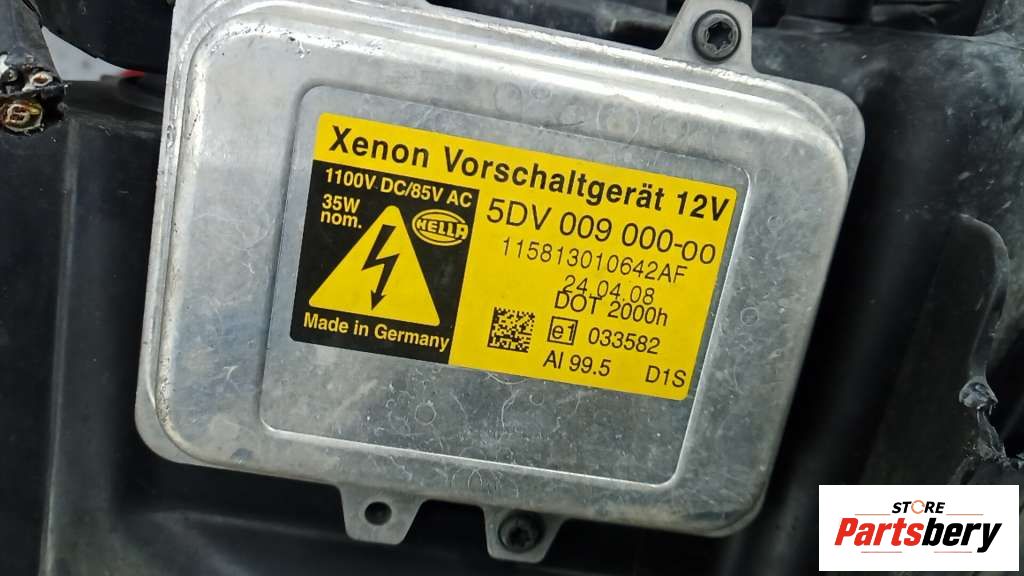 Xenon Vorschaltgerät 12V
1100V DC/85V AC
35W
nom.
HELLA
Made in Germany
5DV 009 000-00
115813010642AF
24.04.08
DOT 2000h
e1 033582
Al 99.5 D1S
STORE
Partsbery